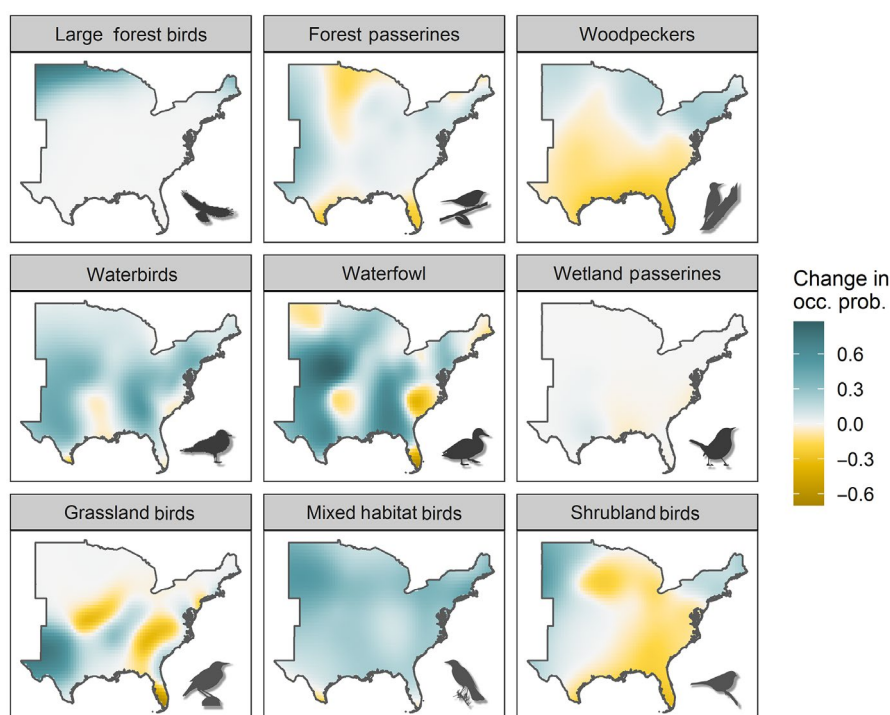 Large forest birds
Forest passerines
Woodpeckers
Waterbirds
Waterfowl
Wetland passerines
Change in
occ. prob.
0.6
0.3
0.0
−0.3
−0.6
Grassland birds
Mixed habitat birds
Shrubland birds